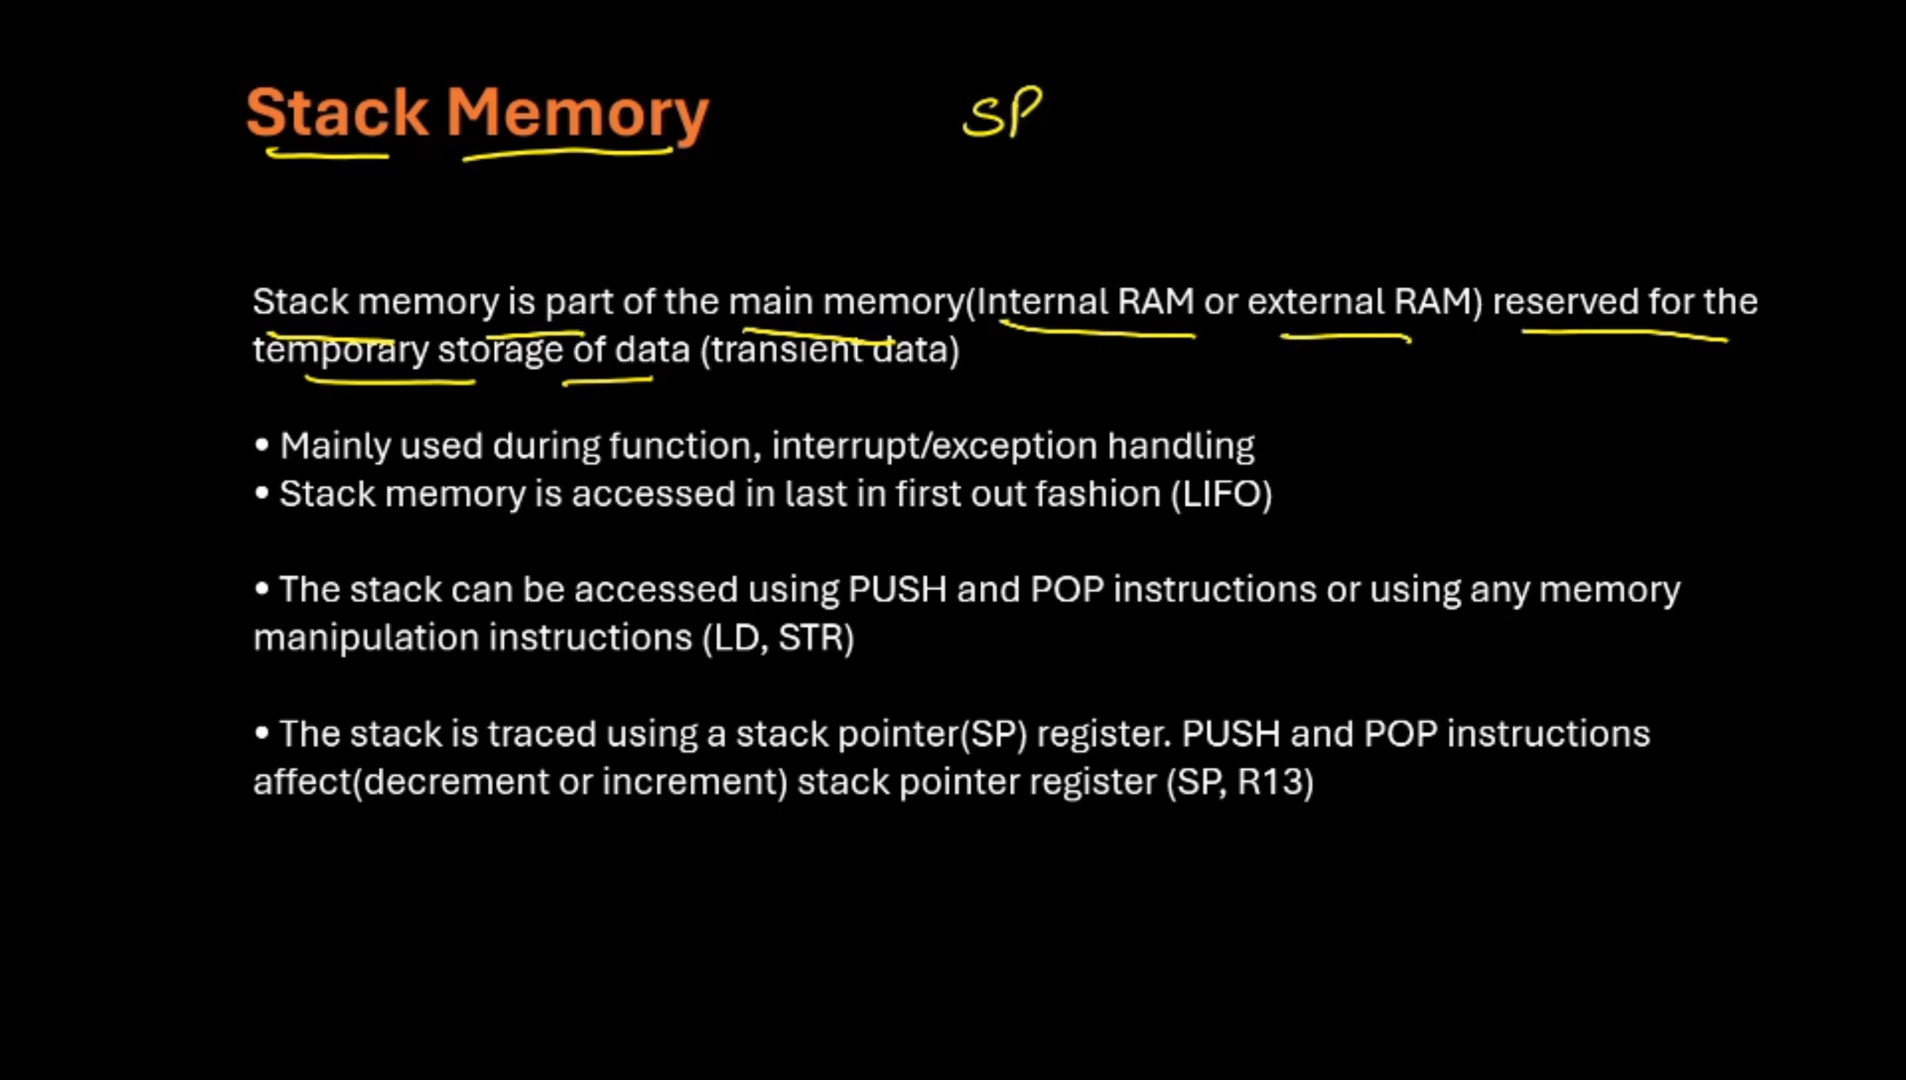 Stack Memory SP
Stack memory is part of the main memory(Internal RAM or external RAM) reserved for the
temporary storage of data (transient data)
• Mainly used during function, interrupt/exception handling
• Stack memory is accessed in last in first out fashion (LIFO)
• The stack can be accessed using PUSH and POP instructions or using any memory
manipulation instructions (LD, STR)
• The stack is traced using a stack pointer(SP) register. PUSH and POP instructions
affect(decrement or increment) stack pointer register (SP, R13)